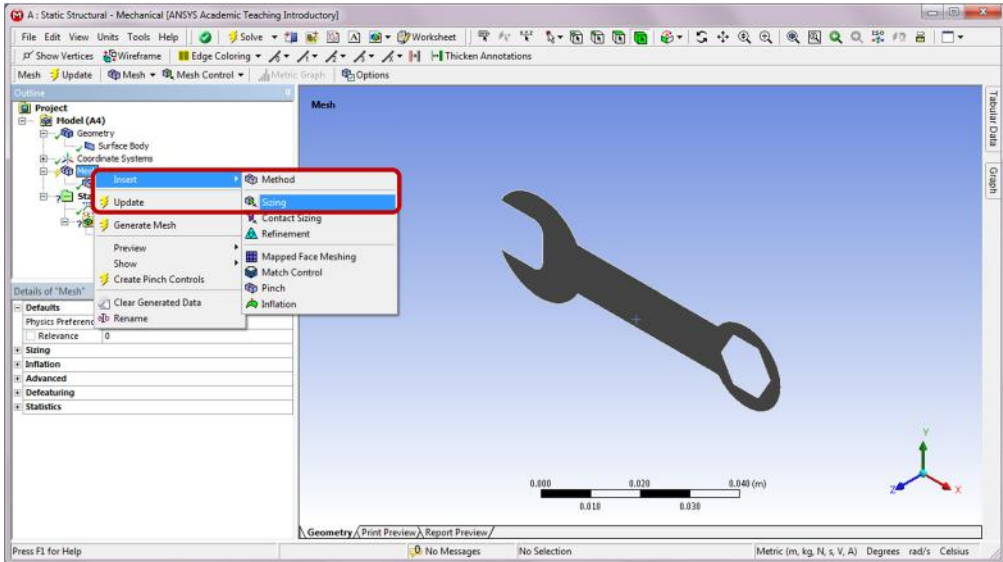 A : Static Structural - Mechanical [ANSYS Academic Teaching Introductory]
File Edit View Units Tools Help Solve Worksheet
Show Vertices Wireframe Edge Coloring Thicken Annotations
Mesh Update Mesh Mesh Control Metric Graph Options
Outline
Project
Model (A4)
Geometry
Surface Body
Coordinate Systems
Insert
Update
Generate Mesh
Preview
Show
Create Pinch Controls
Clear Generated Data
Rename
Method
Sizing
Contact Sizing
Refinement
Mapped Face Meshing
Match Control
Pinch
Inflation
Details of "Mesh"
Defaults
Relevance 0
Sizing
Inflation
Advanced
Defeaturing
Statistics
Mesh
Tabular Data
Graph
Y
Z
X
0.000 0.020 0.040 (m)
0.010 0.030
Geometry Print Preview Report Preview
Press F1 for Help 0 No Messages No Selection Metric (m, kg, N, s, V, A) Degrees rad/s Celsius